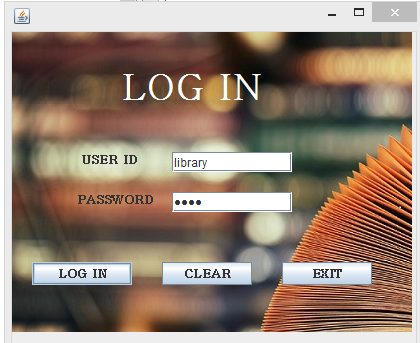 LOG IN
USER ID library
PASSWORD ••••
LOG IN CLEAR EXIT